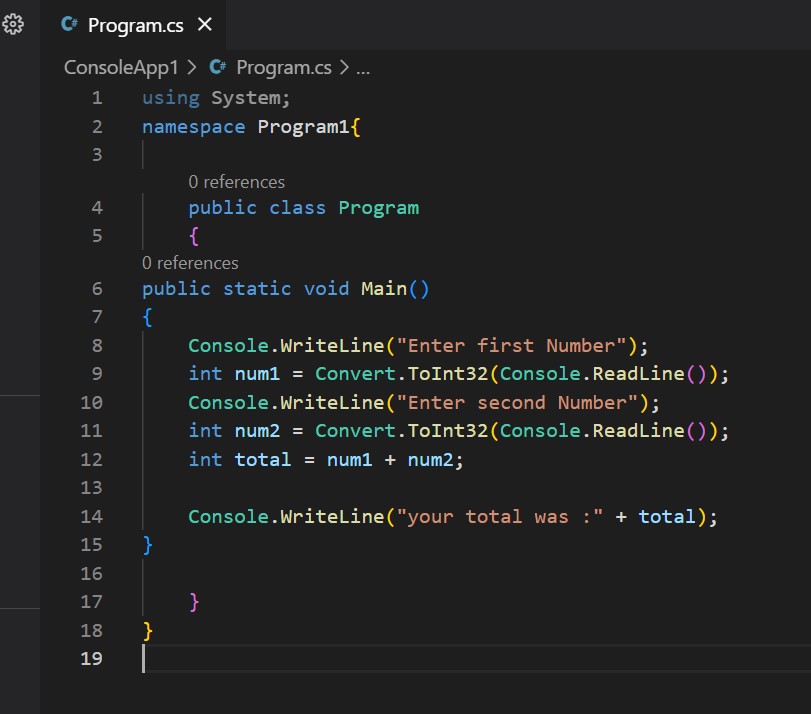 C# Program.cs ×
ConsoleApp1 > C# Program.cs > ...
1 using System;
2 namespace Program1{
3
0 references
4 public class Program
5 {
0 references
6 public static void Main()
7 {
8 Console.WriteLine("Enter first Number");
9 int num1 = Convert.ToInt32(Console.ReadLine());
10 Console.WriteLine("Enter second Number");
11 int num2 = Convert.ToInt32(Console.ReadLine());
12 int total = num1 + num2;
13
14 Console.WriteLine("your total was :" + total);
15 }
16
17 }
18 }
19